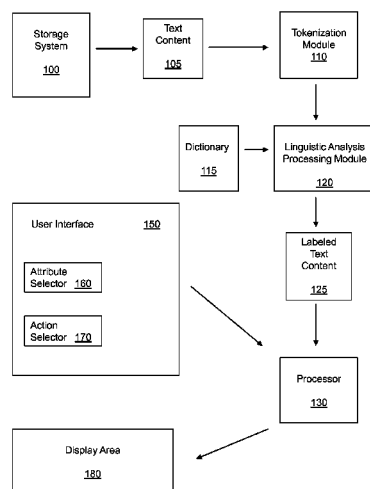 Storage
System
100
Text
Content
105
Tokenization
Module
110
Dictionary
115
Linguistic Analysis
Processing Module
120
User Interface 150
Attribute
Selector 160
Action
Selector 170
Labeled
Text
Content
125
Processor
130
Display Area
180